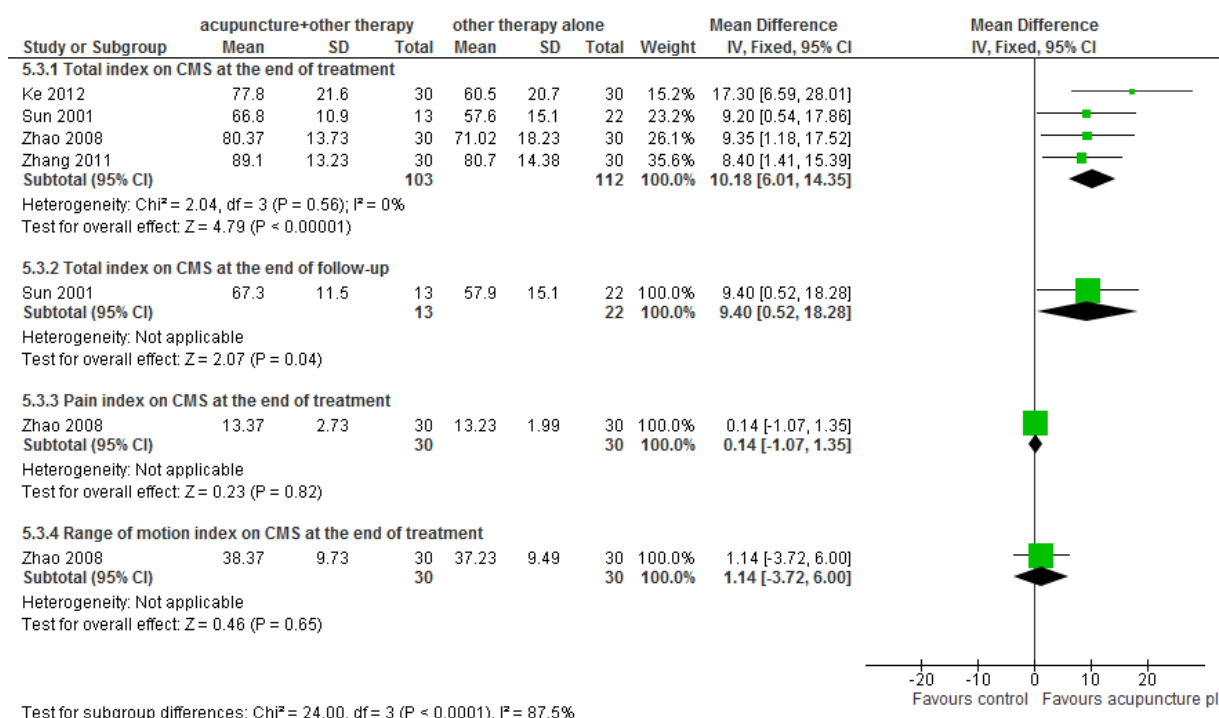 acupuncture+other therapy other therapy alone Mean Difference Mean Difference
Study or Subgroup Mean SD Total Mean SD Total Weight IV, Fixed, 95% CI IV, Fixed, 95% CI
5.3.1 Total index on CMS at the end of treatment
Ke 2012 77.8 21.6 30 60.5 20.7 30 15.2% 17.30 [6.59, 28.01]
Sun 2001 66.8 10.9 13 57.6 15.1 22 23.2% 9.20 [0.54, 17.86]
Zhao 2008 80.37 13.73 30 71.02 18.23 30 26.1% 9.35 [1.18, 17.52]
Zhang 2011 89.1 13.23 30 80.7 14.38 30 35.6% 8.40 [1.41, 15.39]
Subtotal (95% CI) 103 112 100.0% 10.18 [6.01, 14.35]
Heterogeneity: Chi² = 2.04, df = 3 (P = 0.56); I² = 0%
Test for overall effect: Z = 4.79 (P < 0.00001)
5.3.2 Total index on CMS at the end of follow-up
Sun 2001 67.3 11.5 13 57.9 15.1 22 100.0% 9.40 [0.52, 18.28]
Subtotal (95% CI) 13 22 100.0% 9.40 [0.52, 18.28]
Heterogeneity: Not applicable
Test for overall effect: Z = 2.07 (P = 0.04)
5.3.3 Pain index on CMS at the end of treatment
Zhao 2008 13.37 2.73 30 13.23 1.99 30 100.0% 0.14 [-1.07, 1.35]
Subtotal (95% CI) 30 30 100.0% 0.14 [-1.07, 1.35]
Heterogeneity: Not applicable
Test for overall effect: Z = 0.23 (P = 0.82)
5.3.4 Range of motion index on CMS at the end of treatment
Zhao 2008 38.37 9.73 30 37.23 9.49 30 100.0% 1.14 [-3.72, 6.00]
Subtotal (95% CI) 30 30 100.0% 1.14 [-3.72, 6.00]
Heterogeneity: Not applicable
Test for overall effect: Z = 0.46 (P = 0.65)
-20 -10 0 10 20
Favours control Favours acupuncture pl
Test for subgroup differences: Chi² = 24.00, df = 3 (P < 0.0001), I² = 87.5%